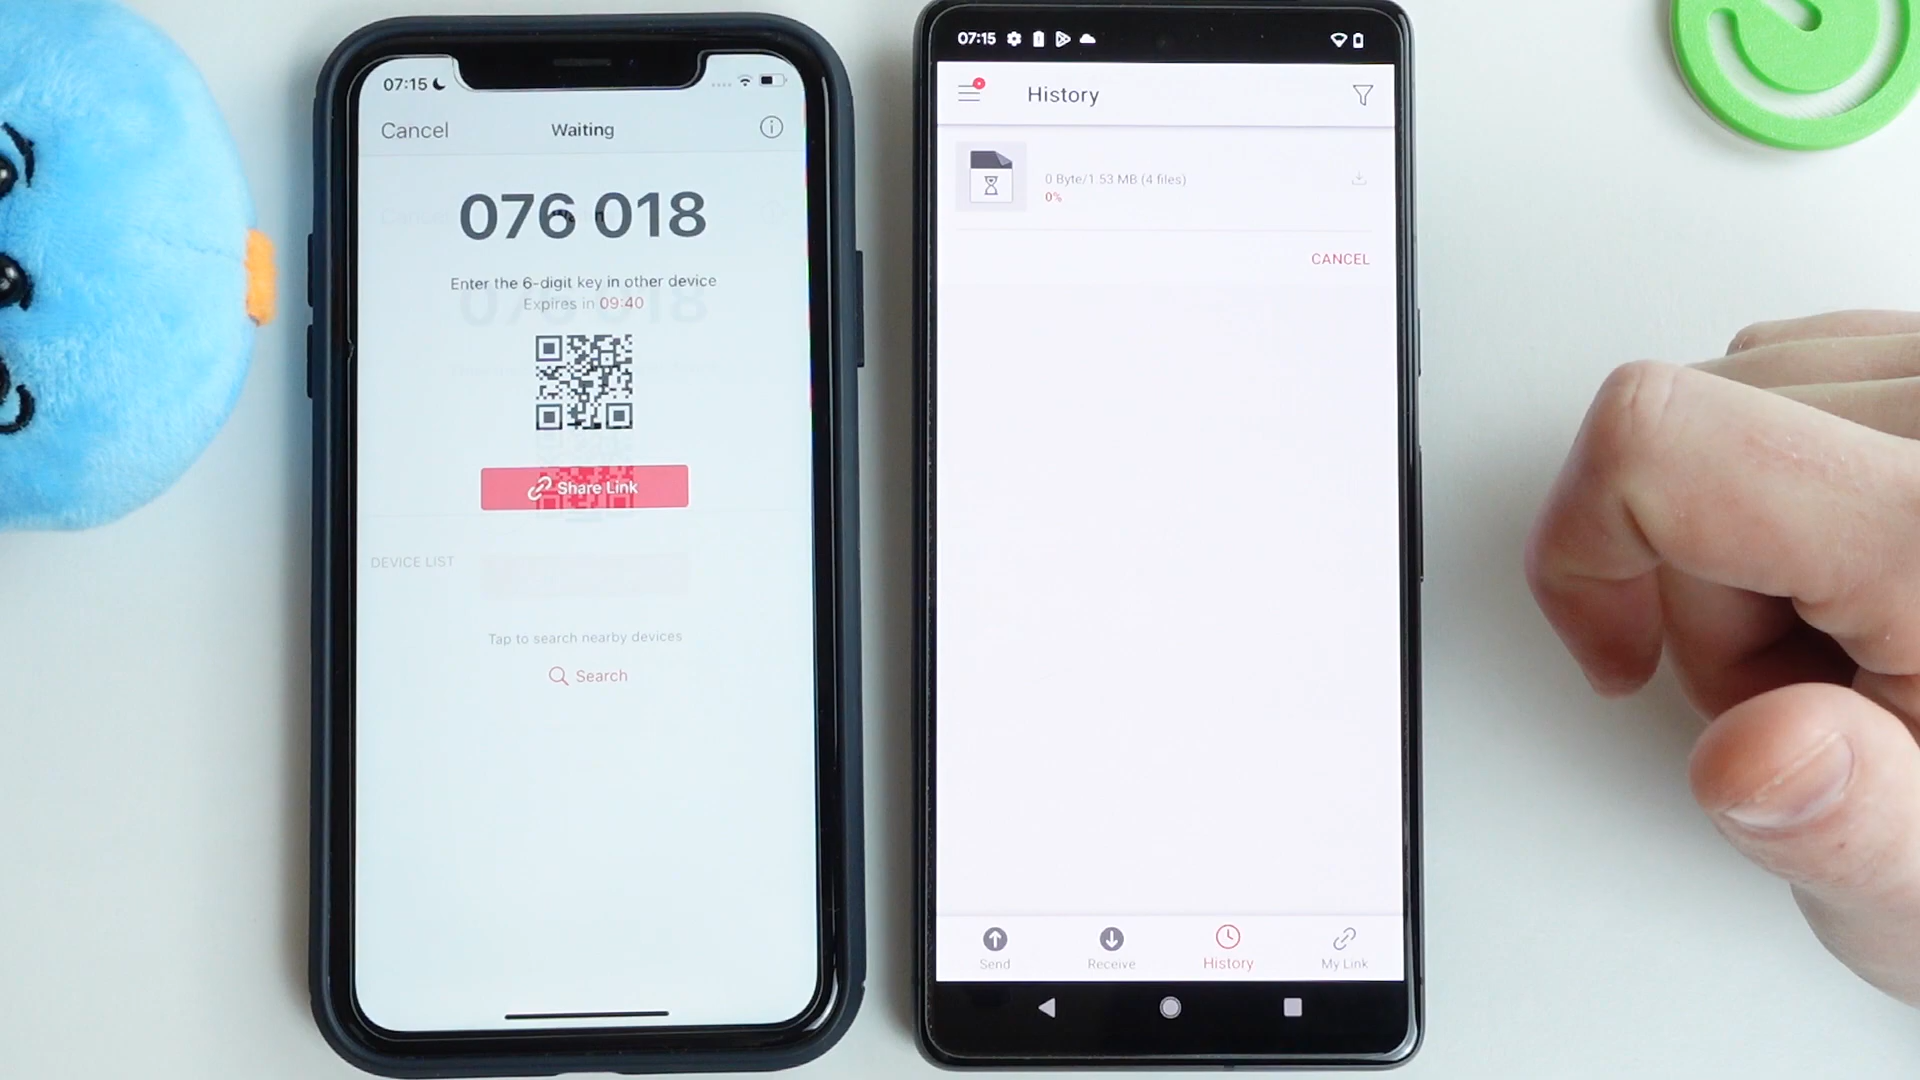 07:15
Cancel
Waiting
076 018
Enter the 6-digit key in other device
Expires in 09:40
Share Link
DEVICE LIST
Tap to search nearby devices
Search
07:15
History
0 Byte/1.53 MB (4 files)
0%
CANCEL
Send
Receive
History
My Link